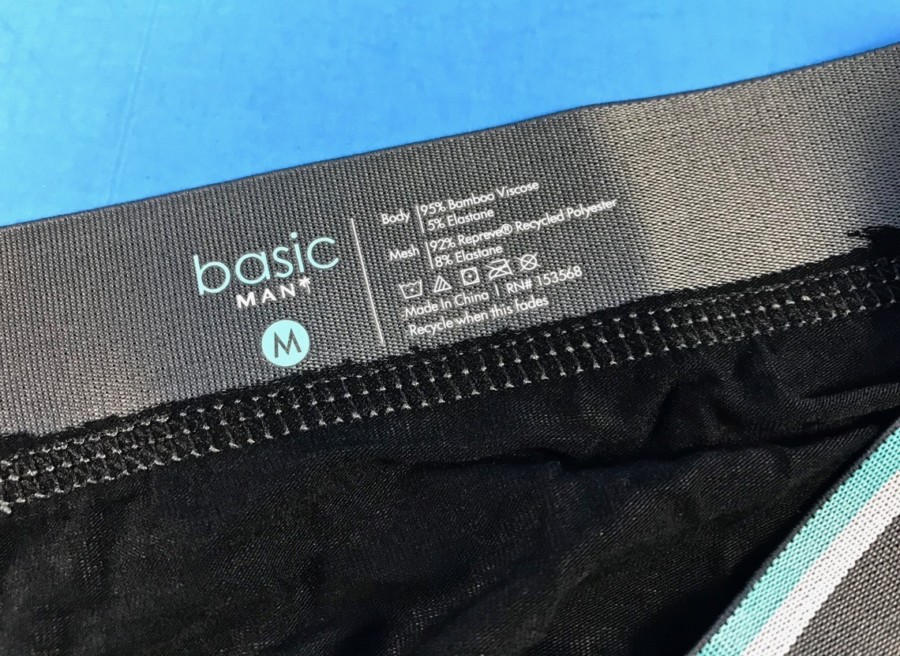 basic
MAN*
M
Body 95% Bamboo Viscose
5% Elastane
Mesh 92% Repreve® Recycled Polyester
8% Elastane
Made In China | RN# 153568
Recycle when this fades